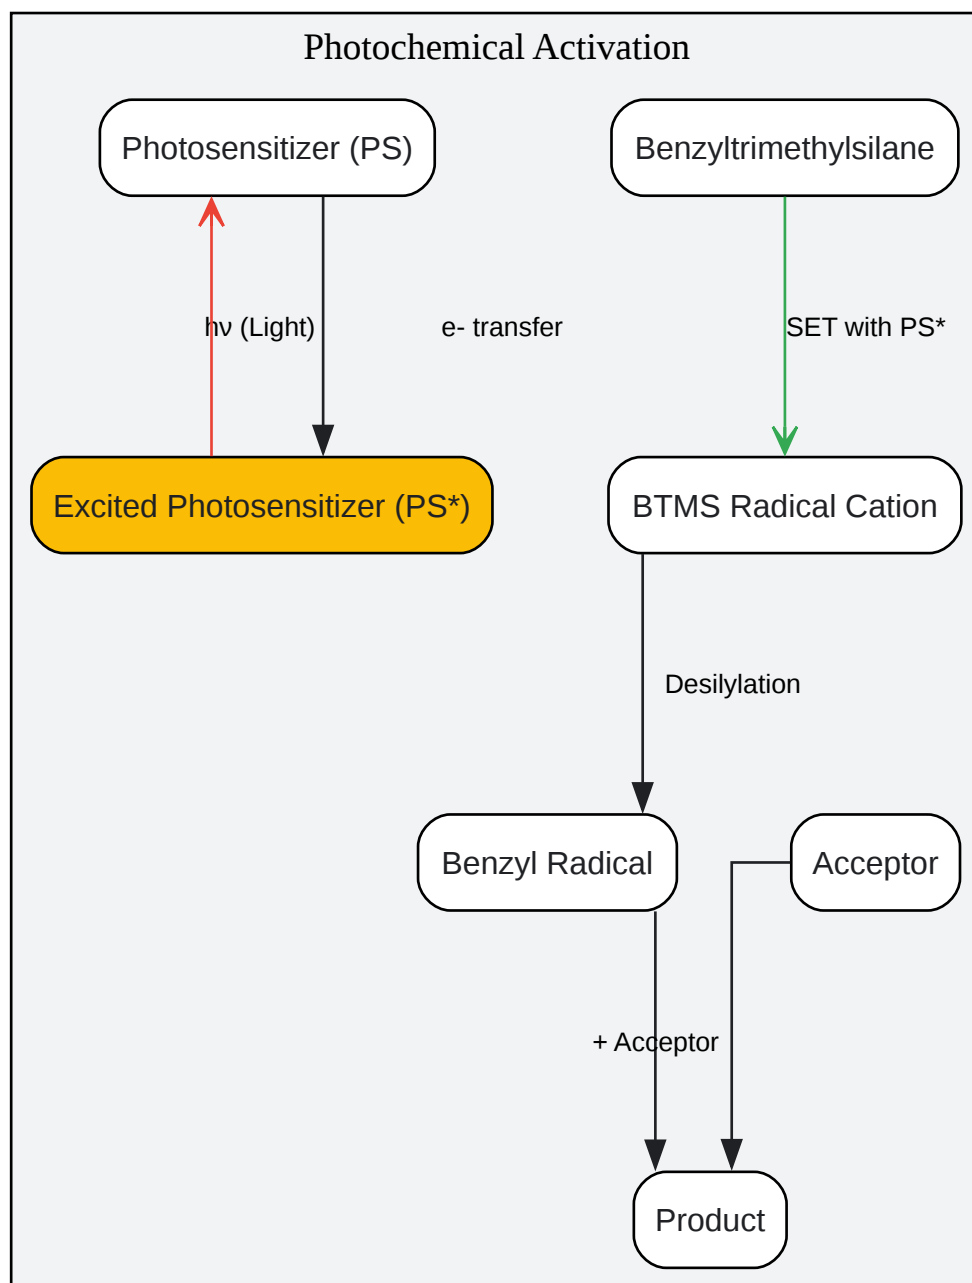 Photochemical Activation
Photosensitizer (PS)
Benzyltrimethylsilane
hν (Light)
e- transfer
SET with PS*
Excited Photosensitizer (PS*)
BTMS Radical Cation
Desilylation
Benzyl Radical
Acceptor
+ Acceptor
Product